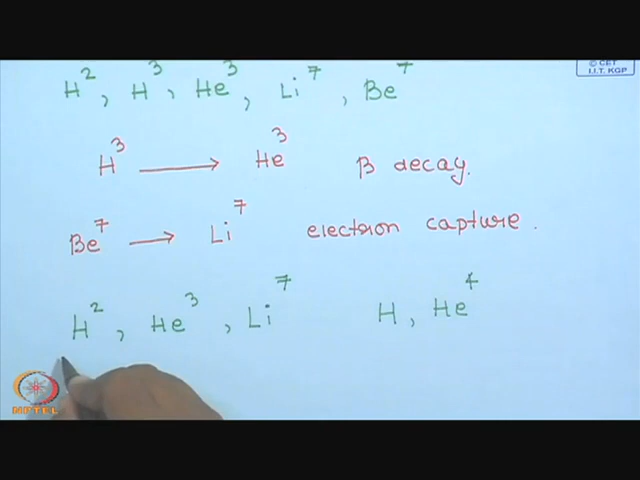 © CET
I.I.T. KGP
H², H³, He³, Li⁷, Be⁷
H³ → He³ β decay.
Be⁷ → Li⁷ electron capture.
H², He³, Li⁷ H, He⁴
NPTEL